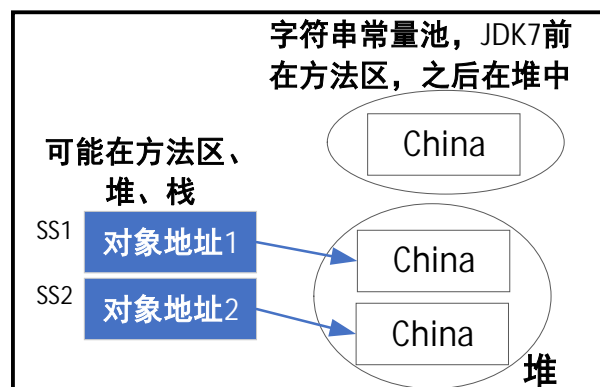 字符串常量池，JDK7前
在方法区，之后在堆中
China
可能在方法区、
堆、栈
SS1
对象地址1
China
SS2
对象地址2
China
堆